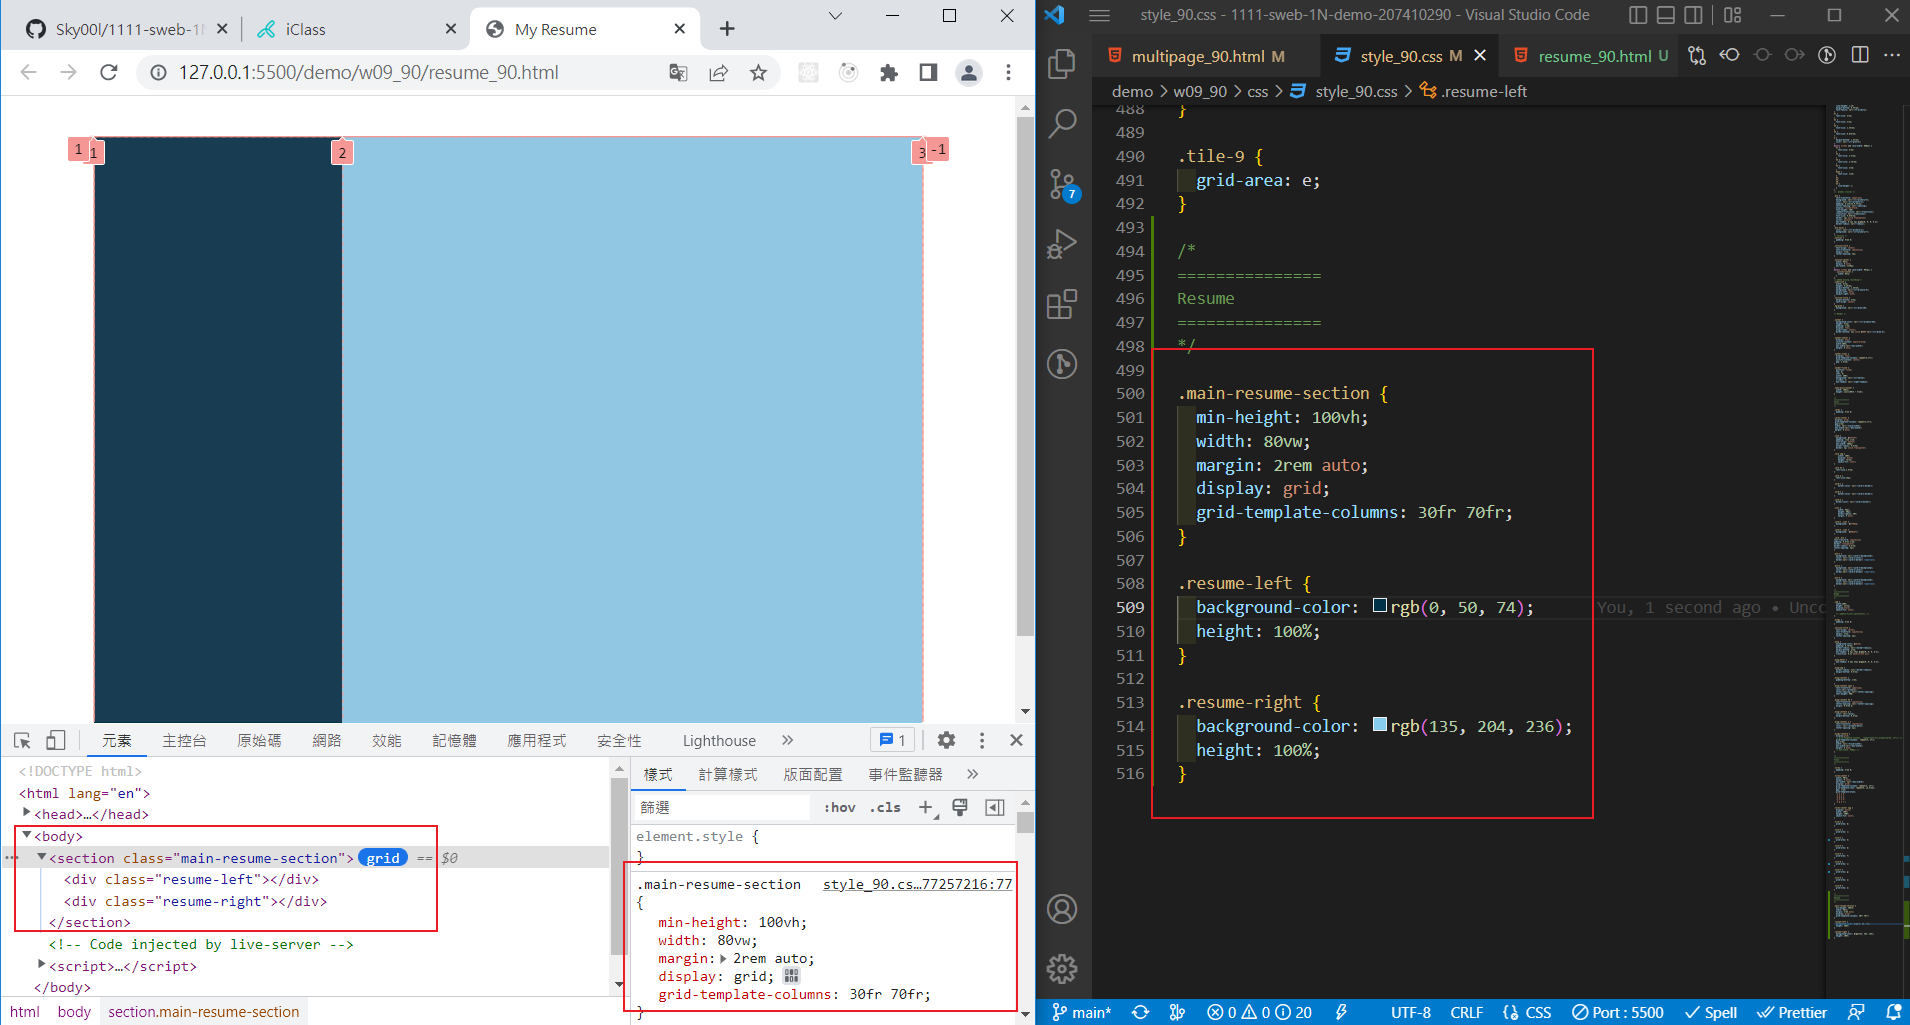 Sky00l/1111-sweb-1N
iClass
My Resume
127.0.0.1:5500/demo/w09_90/resume_90.html
1
1
2
3
-1
元素
主控台
原始碼
網路
效能
記憶體
應用程式
安全性
Lighthouse
1
<!DOCTYPE html>
<html lang="en">
<head>…</head>
<body>
<section class="main-resume-section"> grid == $0
<div class="resume-left"></div>
<div class="resume-right"></div>
</section>
<!-- Code injected by live-server -->
<script>…</script>
</body>
html body section.main-resume-section
樣式
計算樣式
版面配置
事件監聽器
篩選
:hov .cls
element.style {
}
.main-resume-section style_90.cs…77257216:77
{
min-height: 100vh;
width: 80vw;
margin: 2rem auto;
display: grid;
grid-template-columns: 30fr 70fr;
}
style_90.css - 1111-sweb-1N-demo-207410290 - Visual Studio Code
multipage_90.html M
style_90.css M
resume_90.html U
demo > w09_90 > css > style_90.css > .resume-left
7
488 }
489
490 .tile-9 {
491 grid-area: e;
492 }
493
494 /*
495 ===============
496 Resume
497 ===============
498 */
499
500 .main-resume-section {
501 min-height: 100vh;
502 width: 80vw;
503 margin: 2rem auto;
504 display: grid;
505 grid-template-columns: 30fr 70fr;
506 }
507
508 .resume-left {
509 background-color: rgb(0, 50, 74); You, 1 second ago • Uncc
510 height: 100%;
511 }
512
513 .resume-right {
514 background-color: rgb(135, 204, 236);
515 height: 100%;
516 }
main* 0 0 20 UTF-8 CRLF {} CSS Port : 5500 Spell Prettier